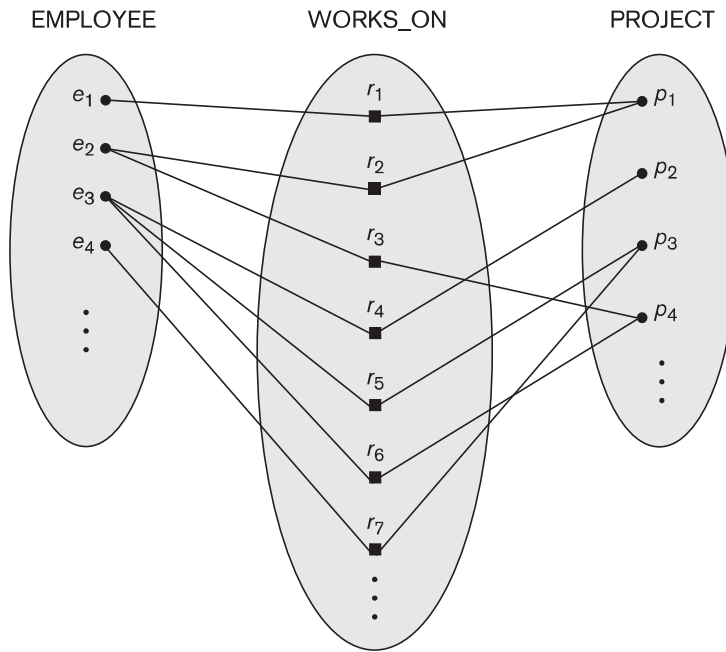 EMPLOYEE WORKS_ON PROJECT
e1
e2
e3
e4
r1
r2
r3
r4
r5
r6
r7
p1
p2
p3
p4